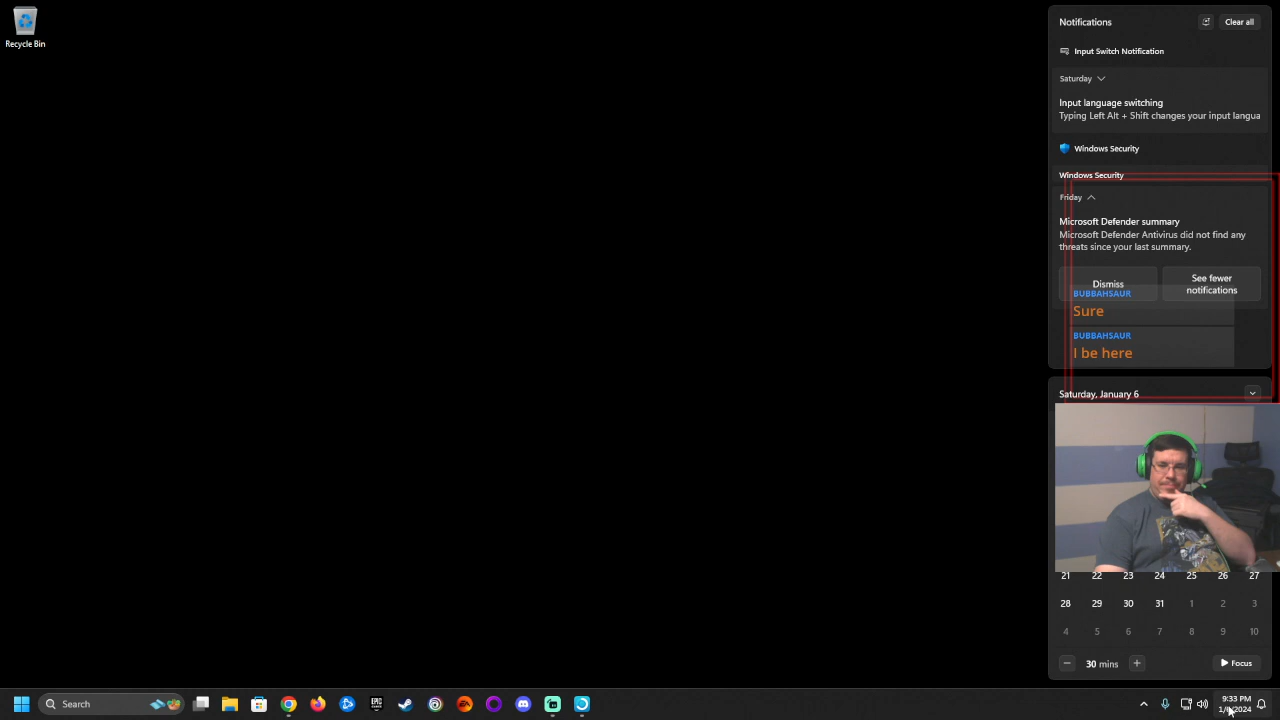 Recycle Bin
Notifications
Clear all
Input Switch Notification
Saturday
Input language switching
Typing Left Alt + Shift changes your input langua
Windows Security
Windows Security
Friday
Microsoft Defender summary
Microsoft Defender Antivirus did not find any
threats since your last summary.
Dismiss
See fewer
notifications
BUBBAHSAUR
Sure
BUBBAHSAUR
I be here
Saturday, January 6
21 22 23 24 25 26 27
28 29 30 31 1 2 3
4 5 6 7 8 9 10
30 mins
Focus
Search
EPIC
EA
9:33 PM